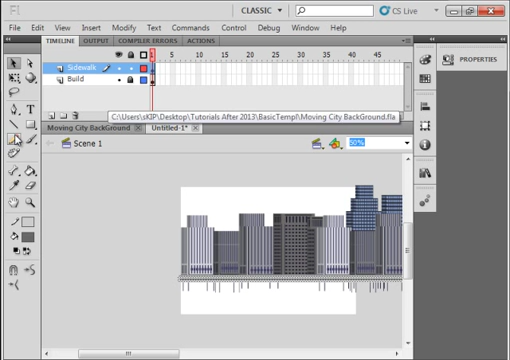 Fl
CLASSIC
CS Live
File Edit View Insert Modify Text Commands Control Debug Window Help
TIMELINE OUTPUT COMPILER ERRORS ACTIONS
PROPERTIES
1 5 10 15 20 25 30 35 40 45
Sidewalk
Build
C:\Users\sKIP\Desktop\Tutorials After 2013\BasicTempl\Moving City BackGround.fla
Moving City BackGround Untitled-1*
Scene 1
50%